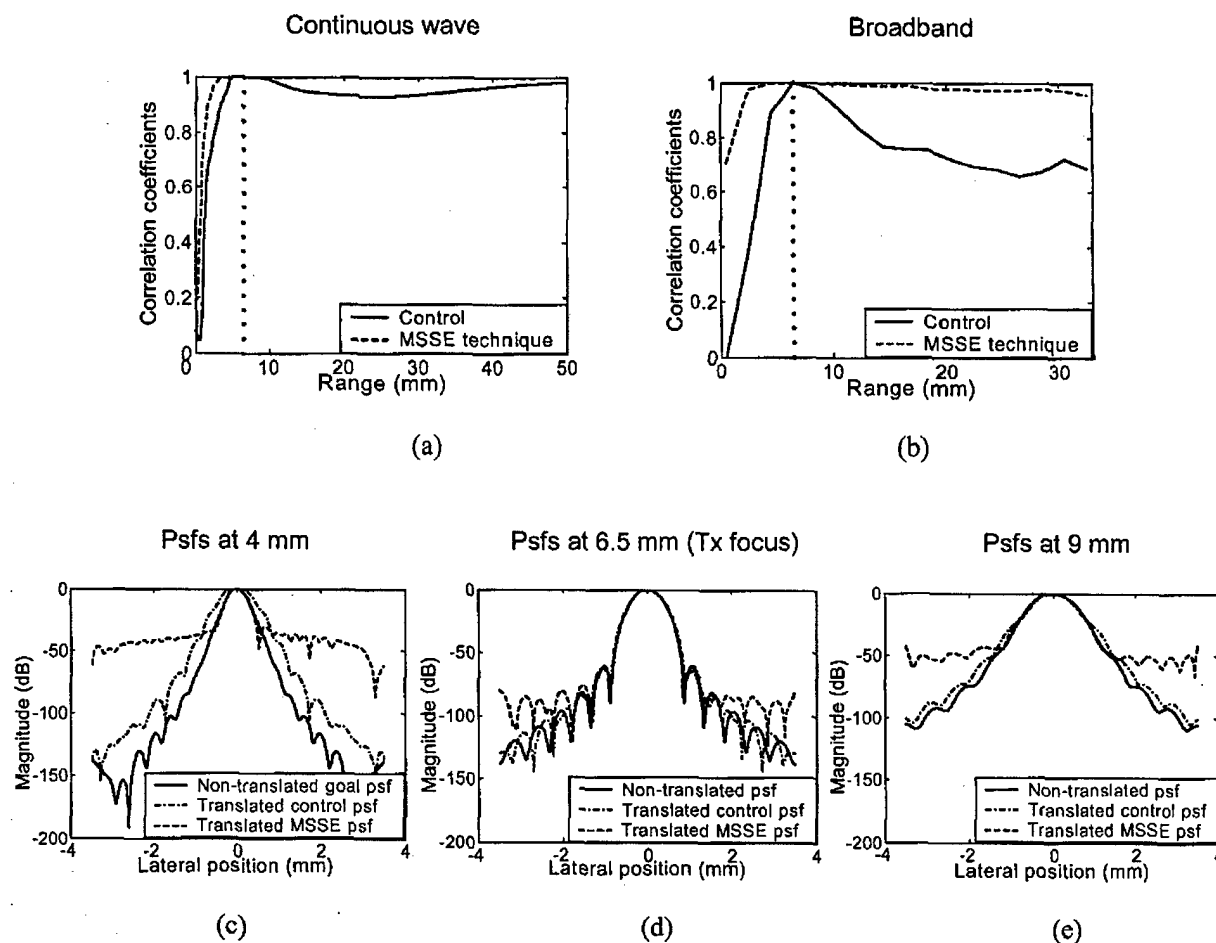 Continuous wave
Broadband
Correlation coefficients
1
0.8
0.6
0.4
0.2
0
0 10 20 30 40 50
Range (mm)
Control
MSSE technique
(a)
Correlation coefficients
1
0.8
0.6
0.4
0.2
0
0 10 20 30
Range (mm)
Control
MSSE technique
(b)
Psfs at 4 mm
Magnitude (dB)
0
-50
-100
-150
-200
-4 -2 0 2 4
Lateral position (mm)
Non-translated goal psf
Translated control psf
Translated MSSE psf
(c)
Psfs at 6.5 mm (Tx focus)
Magnitude (dB)
0
-50
-100
-150
-200
-4 -2 0 2 4
Lateral position (mm)
Non-translated psf
Translated control psf
Translated MSSE psf
(d)
Psfs at 9 mm
Magnitude (dB)
0
-50
-100
-150
-200
-4 -2 0 2 4
Lateral position (mm)
Non-translated psf
Translated control psf
Translated MSSE psf
(e)